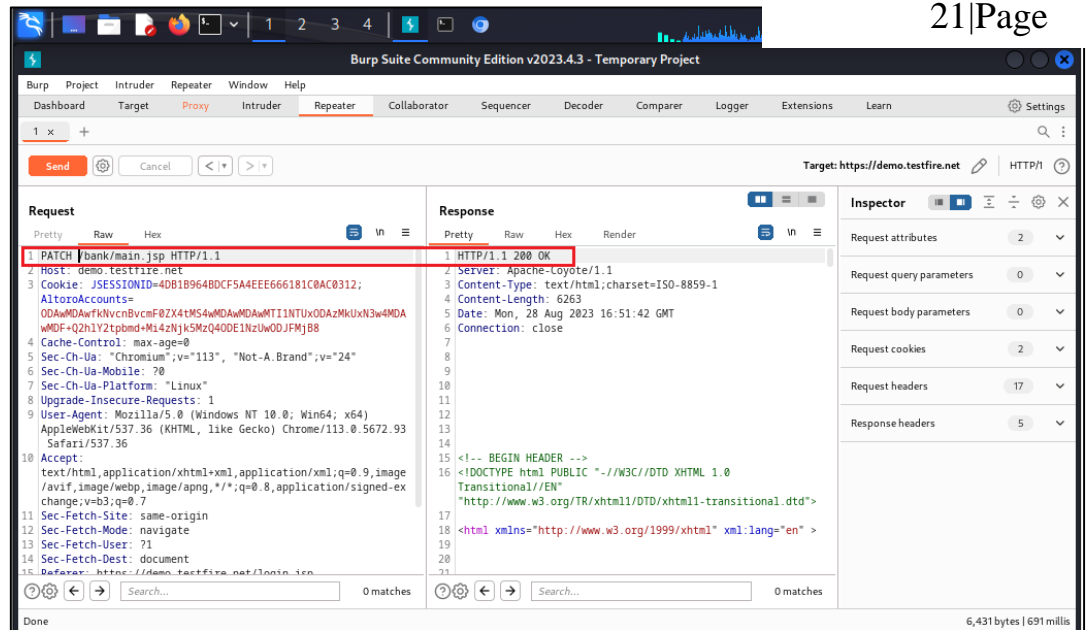 21|Page
1 2 3 4
Burp Suite Community Edition v2023.4.3 - Temporary Project
Burp Project Intruder Repeater Window Help
Dashboard Target Proxy Intruder Repeater Collaborator Sequencer Decoder Comparer Logger Extensions Learn Settings
1 × +
Send Cancel < > Target: https://demo.testfire.net HTTP/1
Request
Pretty Raw Hex \n
1 PATCH /bank/main.jsp HTTP/1.1
2 Host: demo.testfire.net
3 Cookie: JSESSIONID=4DB1B964BDCF5A4EEE666181C0AC0312;
AltoroAccounts=
ODAwMDAwfkNvcnBvcmF0ZX4tMS4wMDAwMDAwMTI1NTUxODAzMkUxN3w4MDA
wMDF+Q2hlY2tpbmd+Mi4zNjk5MzQ4ODE1NzUwODJFMjB8
4 Cache-Control: max-age=0
5 Sec-Ch-Ua: "Chromium";v="113", "Not-A.Brand";v="24"
6 Sec-Ch-Ua-Mobile: ?0
7 Sec-Ch-Ua-Platform: "Linux"
8 Upgrade-Insecure-Requests: 1
9 User-Agent: Mozilla/5.0 (Windows NT 10.0; Win64; x64)
AppleWebKit/537.36 (KHTML, like Gecko) Chrome/113.0.5672.93
Safari/537.36
10 Accept:
text/html,application/xhtml+xml,application/xml;q=0.9,image
/avif,image/webp,image/apng,*/*;q=0.8,application/signed-ex
change;v=b3;q=0.7
11 Sec-Fetch-Site: same-origin
12 Sec-Fetch-Mode: navigate
13 Sec-Fetch-User: ?1
14 Sec-Fetch-Dest: document
15 Referer: https://demo.testfire.net/login.jsp
Search... 0 matches
Response
Pretty Raw Hex Render \n
1 HTTP/1.1 200 OK
2 Server: Apache-Coyote/1.1
3 Content-Type: text/html;charset=ISO-8859-1
4 Content-Length: 6263
5 Date: Mon, 28 Aug 2023 16:51:42 GMT
6 Connection: close
7
8
9
10
11
12
13
14
15 <!-- BEGIN HEADER -->
16 <!DOCTYPE html PUBLIC "-//W3C//DTD XHTML 1.0
Transitional//EN"
"http://www.w3.org/TR/xhtml1/DTD/xhtml1-transitional.dtd">
17
18 <html xmlns="http://www.w3.org/1999/xhtml" xml:lang="en" >
19
20
21
Search... 0 matches
Inspector
Request attributes 2
Request query parameters 0
Request body parameters 0
Request cookies 2
Request headers 17
Response headers 5
Done 6,431 bytes | 691 millis